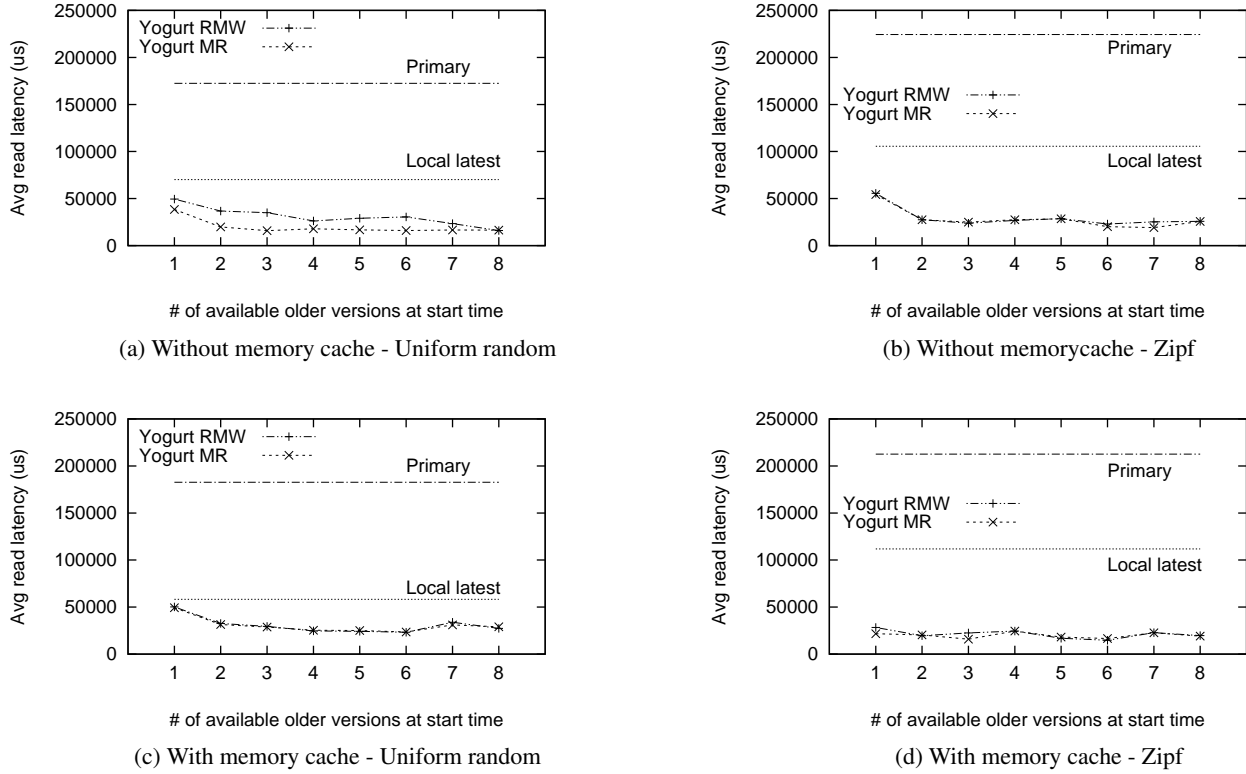 250000
200000
150000
100000
50000
0
Avg read latency (us)
Yogurt RMW
Yogurt MR
Primary
Local latest
1 2 3 4 5 6 7 8
# of available older versions at start time
(a) Without memory cache - Uniform random
250000
200000
150000
100000
50000
0
Avg read latency (us)
Primary
Yogurt RMW
Yogurt MR
Local latest
1 2 3 4 5 6 7 8
# of available older versions at start time
(b) Without memorycache - Zipf
250000
200000
150000
100000
50000
0
Avg read latency (us)
Yogurt RMW
Yogurt MR
Primary
Local latest
1 2 3 4 5 6 7 8
# of available older versions at start time
(c) With memory cache - Uniform random
250000
200000
150000
100000
50000
0
Avg read latency (us)
Primary
Yogurt RMW
Yogurt MR
Local latest
1 2 3 4 5 6 7 8
# of available older versions at start time
(d) With memory cache - Zipf